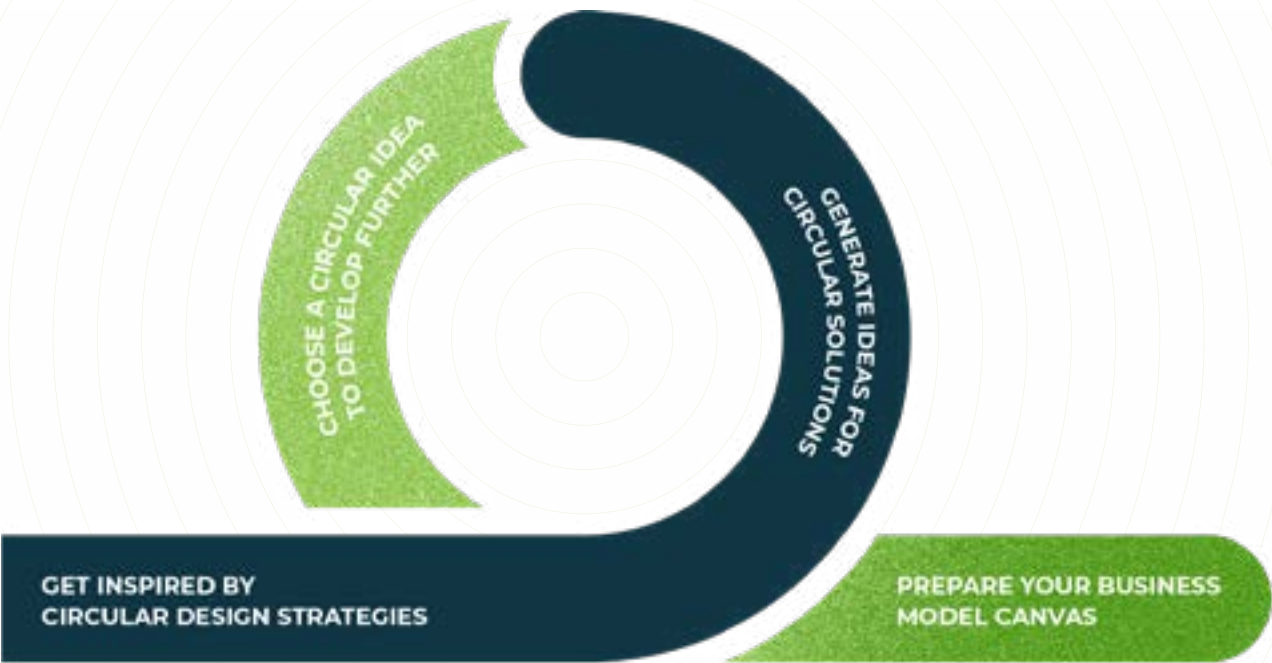 GET INSPIRED BY
CIRCULAR DESIGN STRATEGIES
GENERATE IDEAS FOR
CIRCULAR SOLUTIONS
CHOOSE A CIRCULAR IDEA
TO DEVELOP FURTHER
PREPARE YOUR BUSINESS
MODEL CANVAS